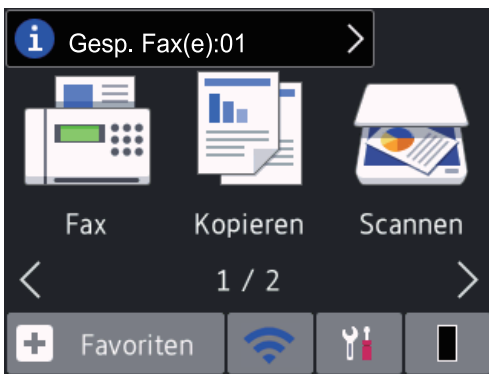 Gesp. Fax(e):01
Fax Kopieren Scannen
1 / 2
Favoriten